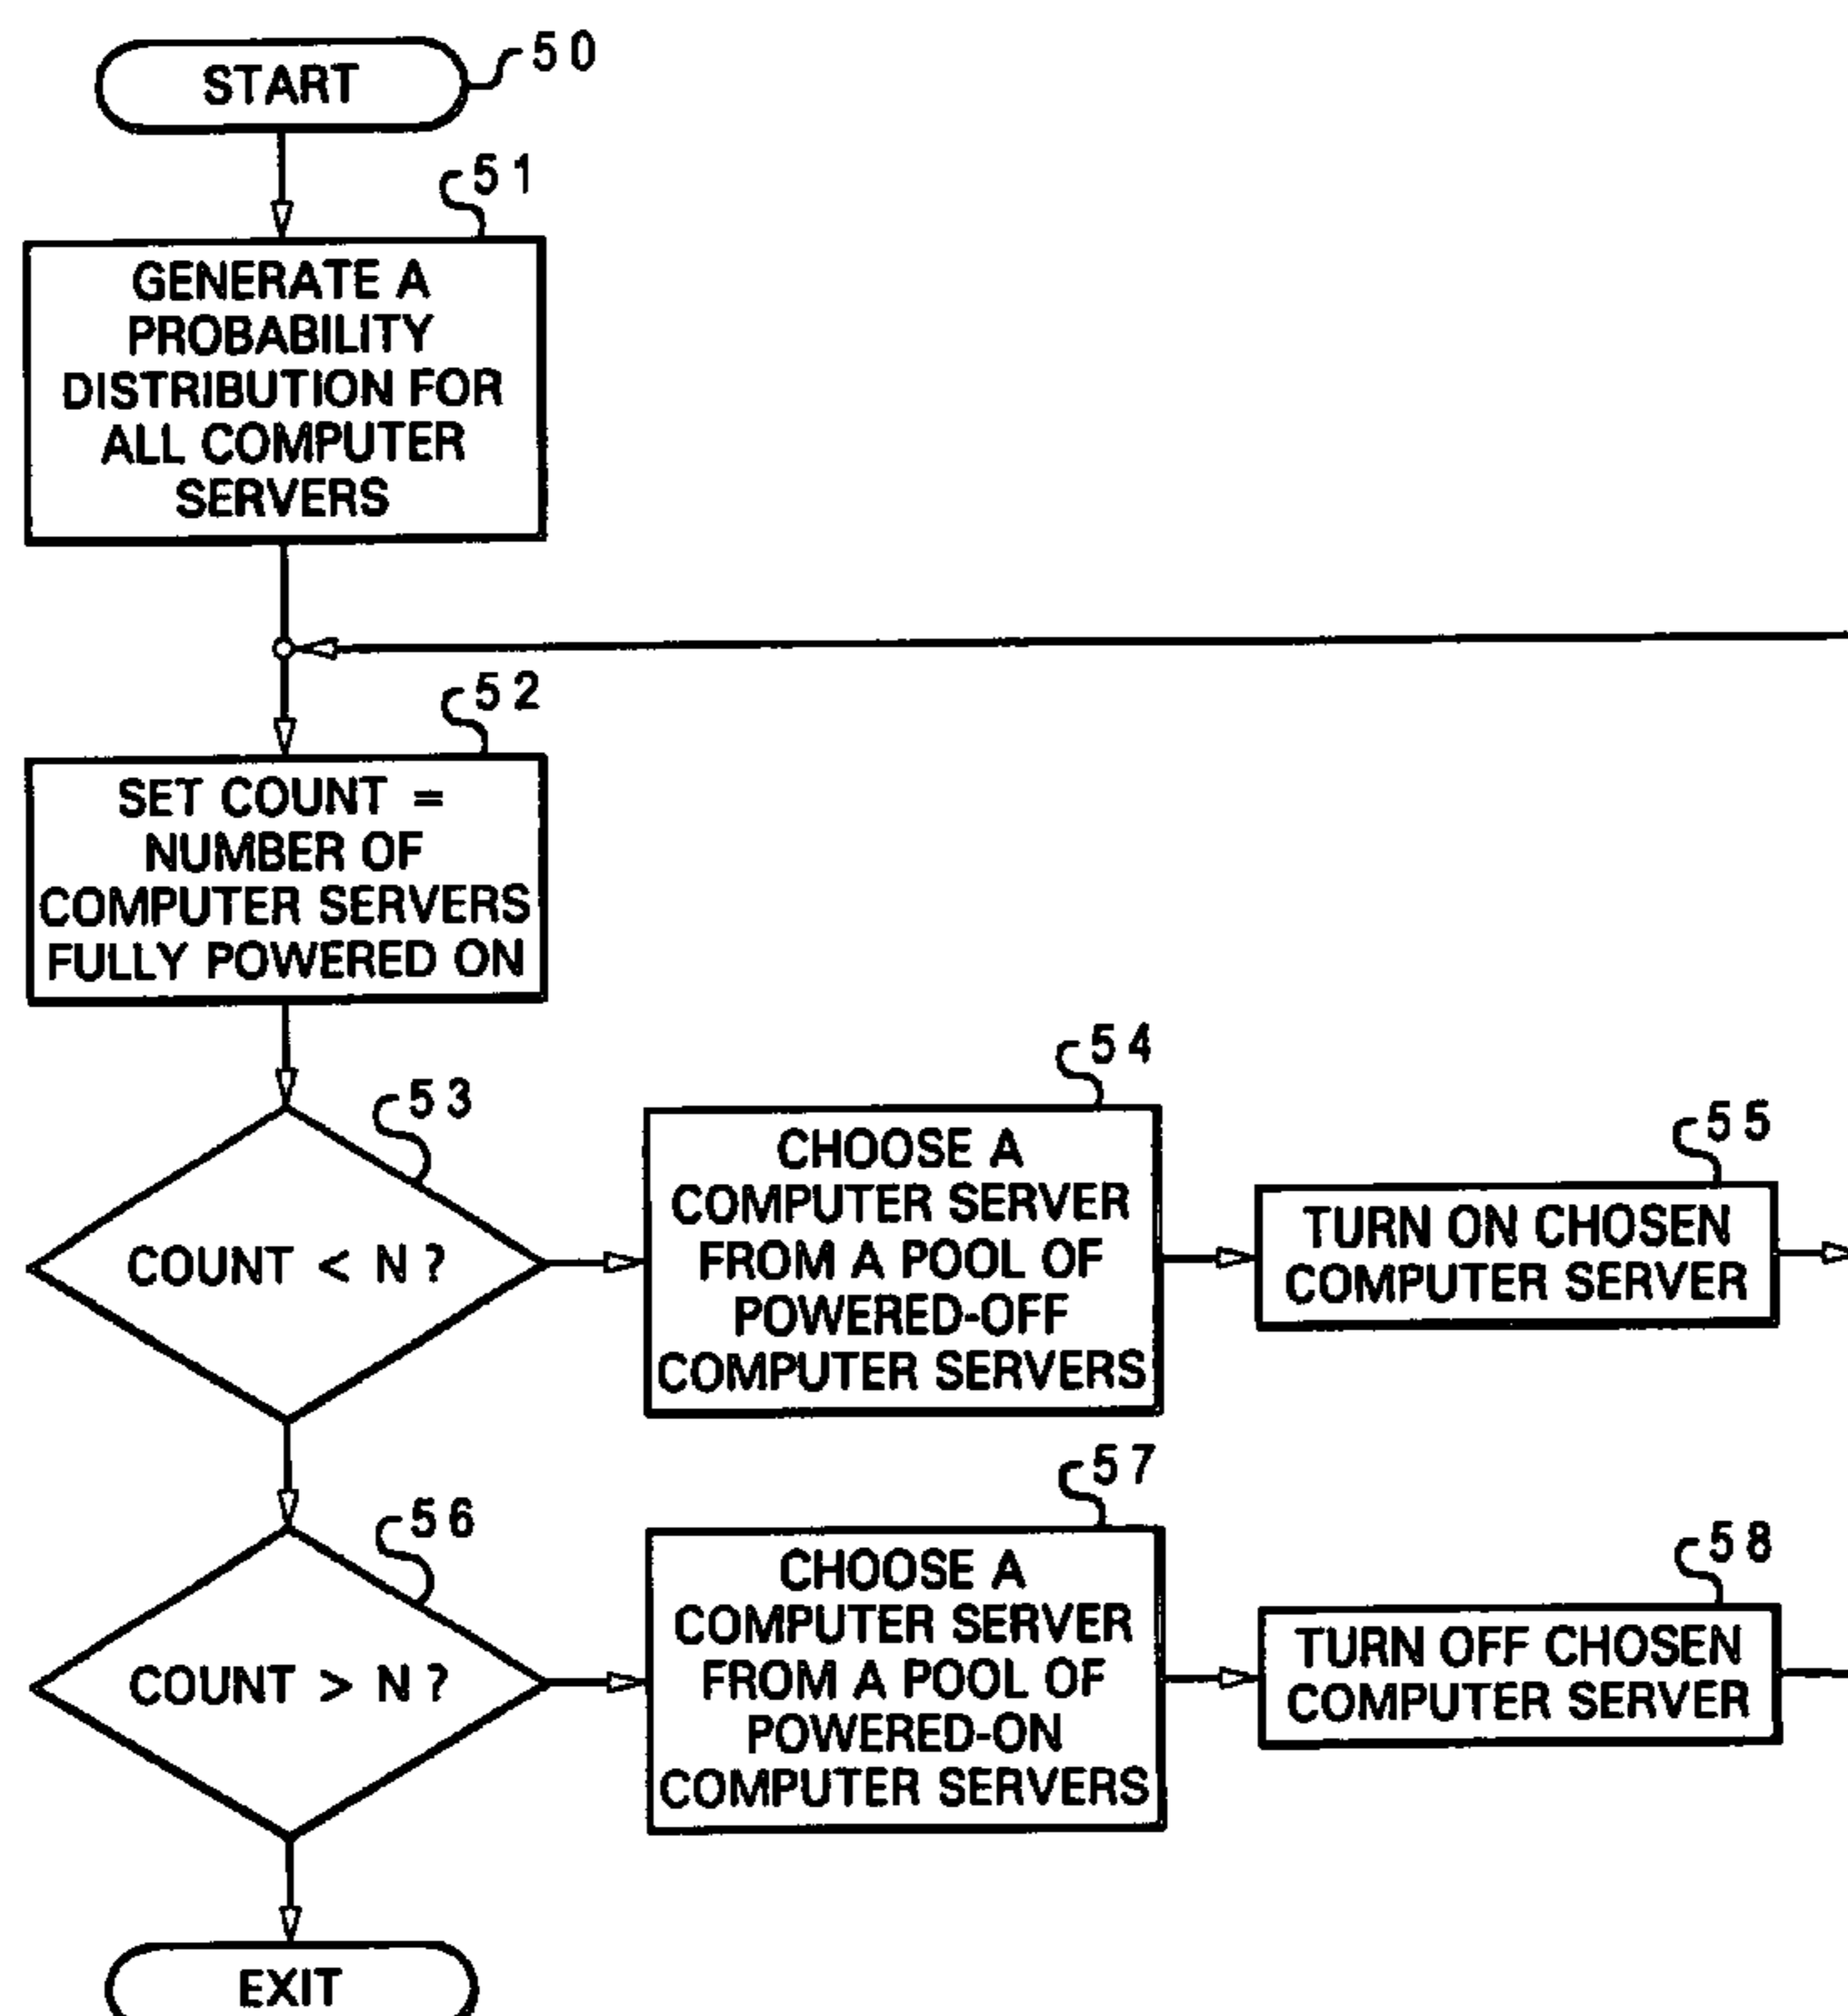 START
50
51
GENERATE A
PROBABILITY
DISTRIBUTION FOR
ALL COMPUTER
SERVERS
52
SET COUNT =
NUMBER OF
COMPUTER SERVERS
FULLY POWERED ON
53
COUNT < N ?
54
CHOOSE A
COMPUTER SERVER
FROM A POOL OF
POWERED-OFF
COMPUTER SERVERS
55
TURN ON CHOSEN
COMPUTER SERVER
56
COUNT > N ?
57
CHOOSE A
COMPUTER SERVER
FROM A POOL OF
POWERED-ON
COMPUTER SERVERS
58
TURN OFF CHOSEN
COMPUTER SERVER
EXIT